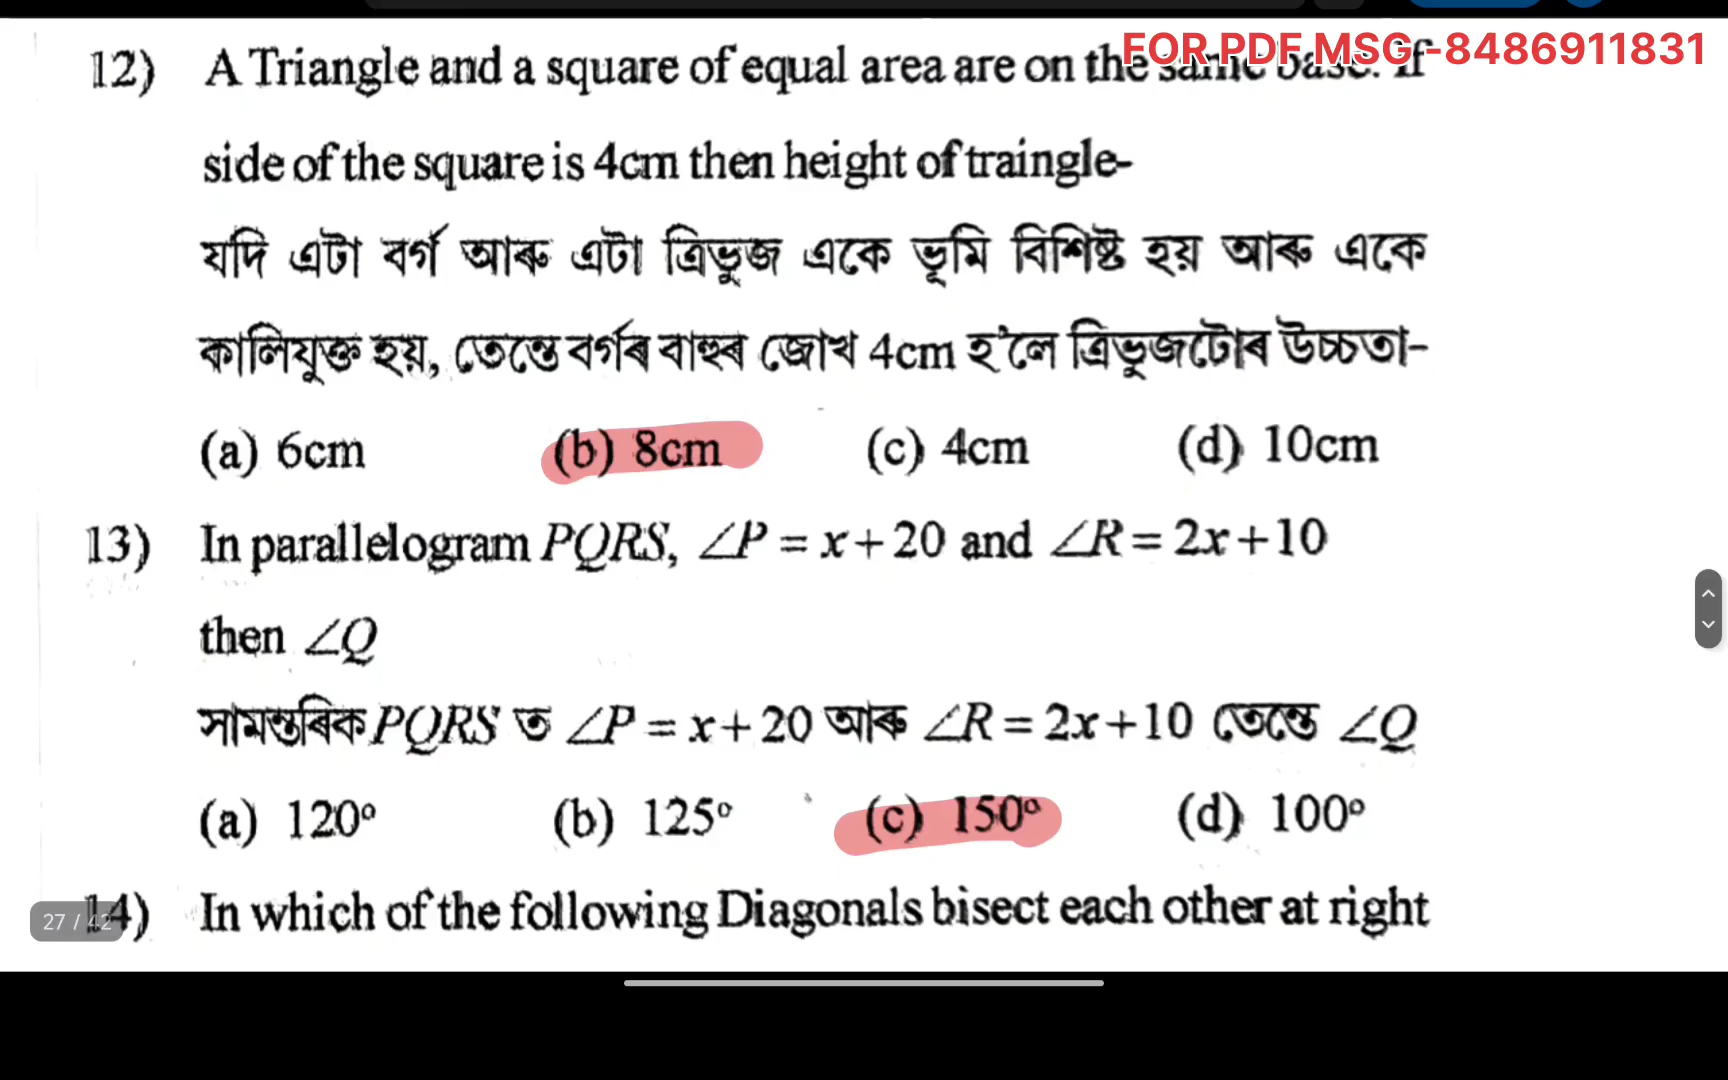 FOR PDF MSG -8486911831
12) A Triangle and a square of equal area are on the same base. If
side of the square is 4cm then height of traingle-
যদি এটা বৰ্গ আৰু এটা ত্ৰিভুজ একে ভূমি বিশিষ্ট হয় আৰু একে
কালিযুক্ত হয়, তেন্তে বৰ্গৰ বাহুৰ জোখ 4cm হ'লে ত্ৰিভুজটোৰ উচ্চতা-
(a) 6cm (b) 8cm (c) 4cm (d) 10cm
13) In parallelogram PQRS, ∠P = x+20 and ∠R = 2x+10
then ∠Q
সামন্তৰিক PQRS ত ∠P = x+20 আৰু ∠R = 2x+10 তেন্তে ∠Q
(a) 120° (b) 125° (c) 150° (d) 100°
14) In which of the following Diagonals bisect each other at right
27 / 42